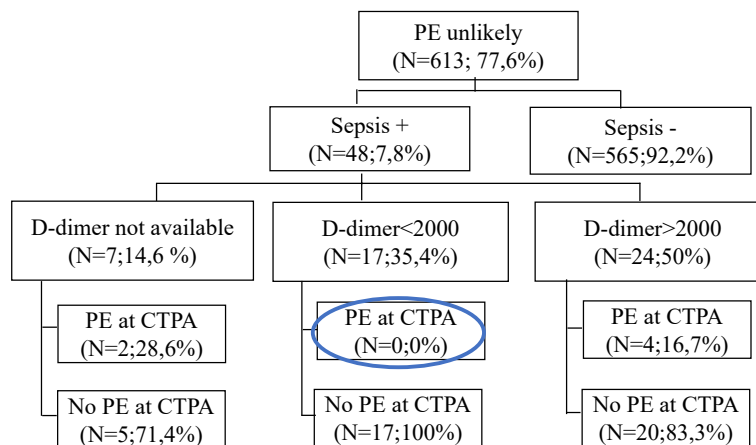 PE unlikely
(N=613; 77,6%)
Sepsis +
(N=48;7,8%)
Sepsis -
(N=565;92,2%)
D-dimer not available
(N=7;14,6 %)
D-dimer<2000
(N=17;35,4%)
D-dimer>2000
(N=24;50%)
PE at CTPA
(N=2;28,6%)
PE at CTPA
(N=0;0%)
PE at CTPA
(N=4;16,7%)
No PE at CTPA
(N=5;71,4%)
No PE at CTPA
(N=17;100%)
No PE at CTPA
(N=20;83,3%)